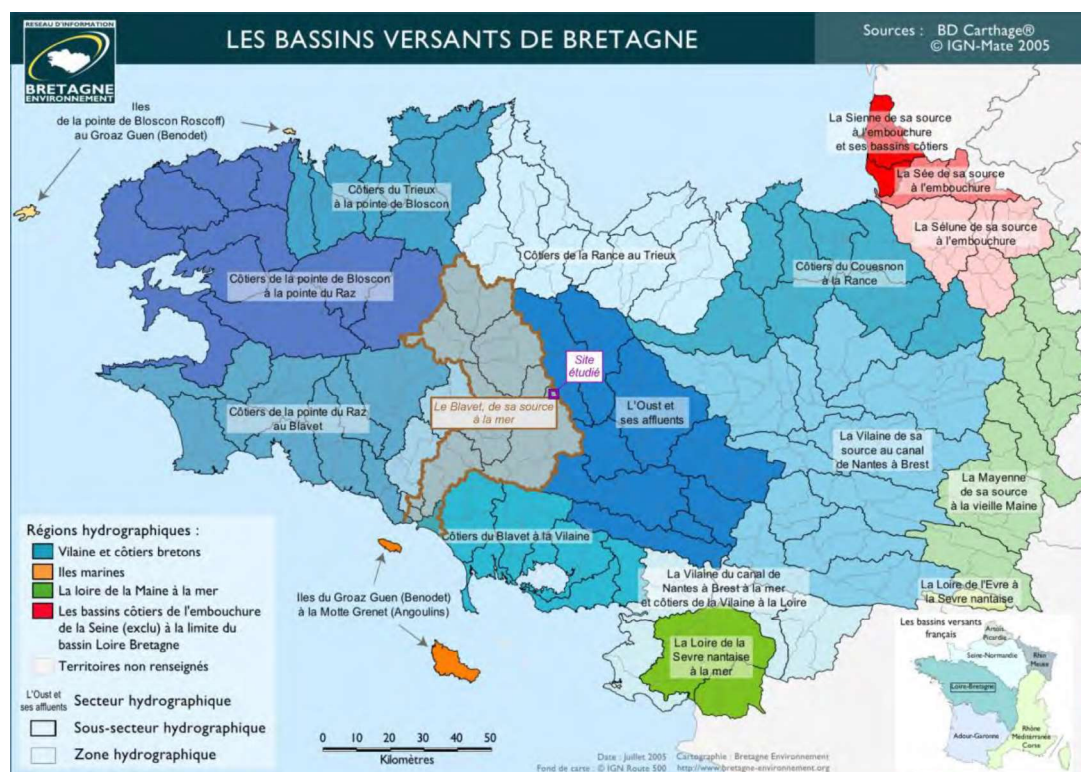 RESEAU D'INFORMATION
BRETAGNE
ENVIRONNEMENT
LES BASSINS VERSANTS DE BRETAGNE
Sources : BD Carthage®
© IGN-Mate 2005
Iles
de la pointe de Bloscon Roscoff)
au Groaz Guen (Benodet)
La Sienne de sa source
à l'embouchure
et ses bassins côtiers
La Sée de sa source
à l'embouchure
La Sélune de sa source
à l'embouchure
Côtiers du Trieux
à la pointe de Bloscon
Côtiers de la Rance au Trieux
Côtiers de la pointe de Bloscon
à la pointe du Raz
Côtiers du Couesnon
à la Rance
Site
étudié
Le Blavet, de sa source
à la mer
Côtiers de la pointe du Raz
au Blavet
L'Oust et
ses affluents
La Vilaine de sa
source au canal
de Nantes à Brest
La Mayenne
de sa source
à la vieille Maine
Côtiers du Blavet à la Vilaine
La Vilaine du canal de
Nantes à Brest à la mer
et côtiers de la Vilaine à la Loire
La Loire de l'Evre à
la Sevre nantaise
Iles du Groaz Guen (Benodet)
à la Motte Grenet (Angoulins)
La Loire de la
Sevre nantaise
à la mer
Régions hydrographiques :
Vilaine et côtiers bretons
Iles marines
La loire de la Maine à la mer
Les bassins côtiers de l'embouchure
de la Seine (exclu) à la limite du
bassin Loire Bretagne
Territoires non renseignés
L'Oust et
ses affluents
Secteur hydrographique
Sous-secteur hydrographique
Zone hydrographique
0 10 20 30 40 50
Kilomètres
Date : Juillet 2005 Cartographie : Bretagne Environnement
Fond de carte : © IGN Route 500 http://www.bretagne-environnement.org
Les bassins versants
français
Artois
Picardie
Seine-Normandie
Rhin
Meuse
Loire-Bretagne
Adour-Garonne
Rhône
Méditerranée
Corse